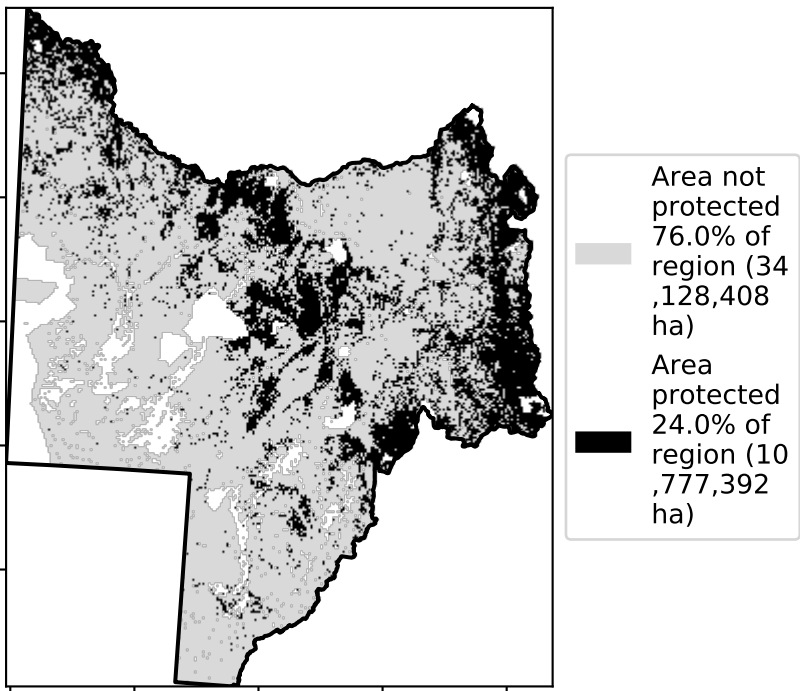 Area not
protected
76.0% of
region (34
,128,408
ha)
Area
protected
24.0% of
region (10
,777,392
ha)